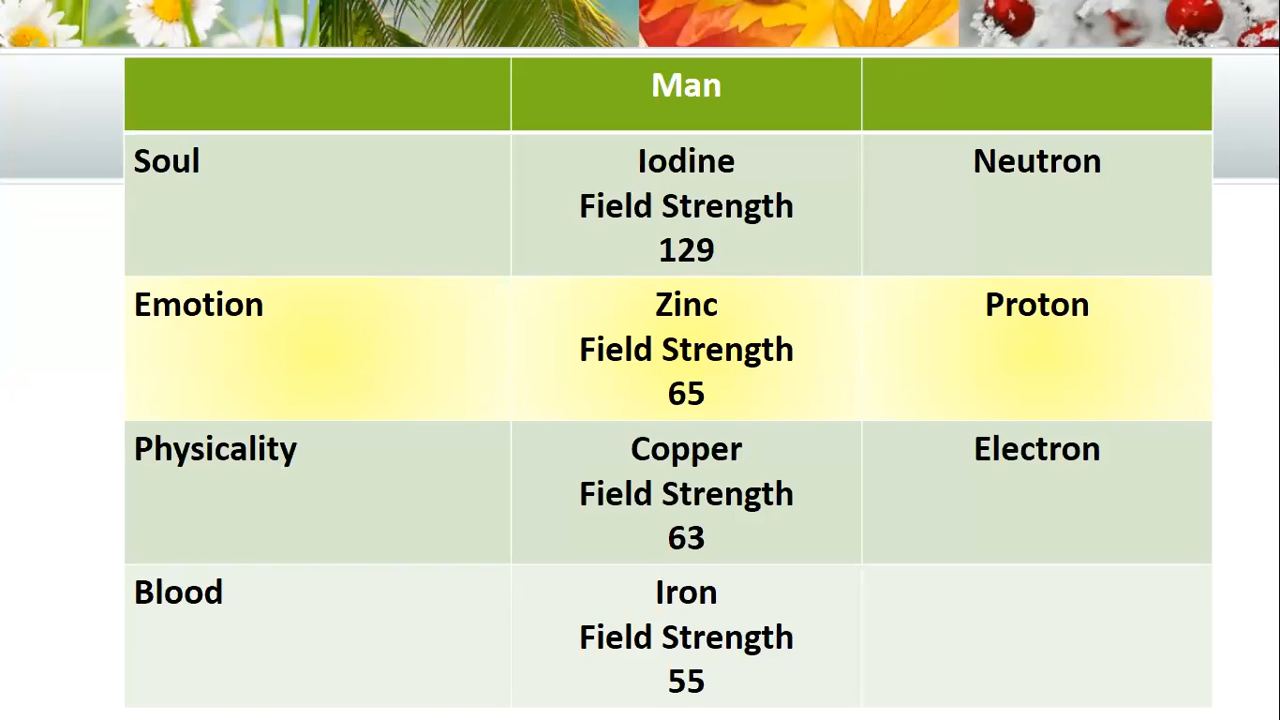 Man
Soul
Iodine
Field Strength
129
Neutron
Emotion
Zinc
Field Strength
65
Proton
Physicality
Copper
Field Strength
63
Electron
Blood
Iron
Field Strength
55